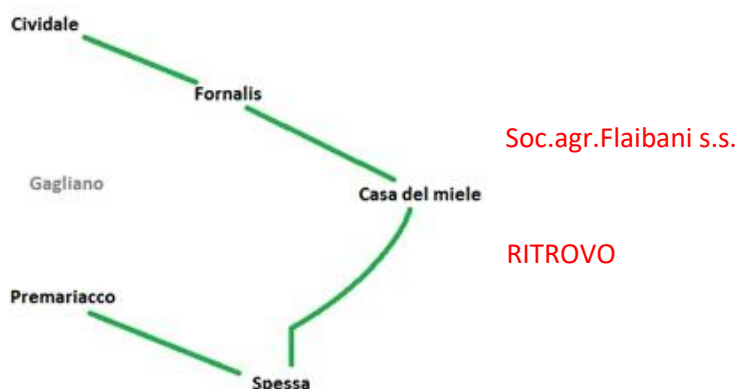 Cividale
Fornalis
Soc.agr.Flaibani s.s.
Gagliano
Casa del miele
RITROVO
Premariacco
Spessa